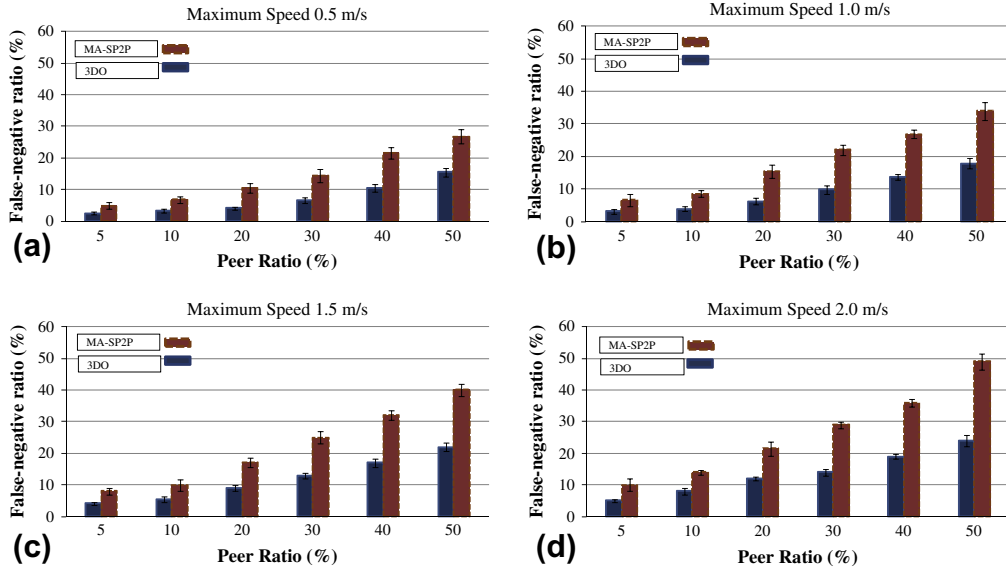 Maximum Speed 0.5 m/s
False-negative ratio (%)
60
50
40
30
20
10
0
MA-SP2P
3DO
5 10 20 30 40 50
Peer Ratio (%)
(a)
Maximum Speed 1.0 m/s
False-negative ratio (%)
60
50
40
30
20
10
0
MA-SP2P
3DO
5 10 20 30 40 50
Peer Ratio (%)
(b)
Maximum Speed 1.5 m/s
False-negative ratio (%)
60
50
40
30
20
10
0
MA-SP2P
3DO
5 10 20 30 40 50
Peer Ratio (%)
(c)
Maximum Speed 2.0 m/s
False-negative ratio (%)
60
50
40
30
20
10
0
MA-SP2P
3DO
5 10 20 30 40 50
Peer Ratio (%)
(d)